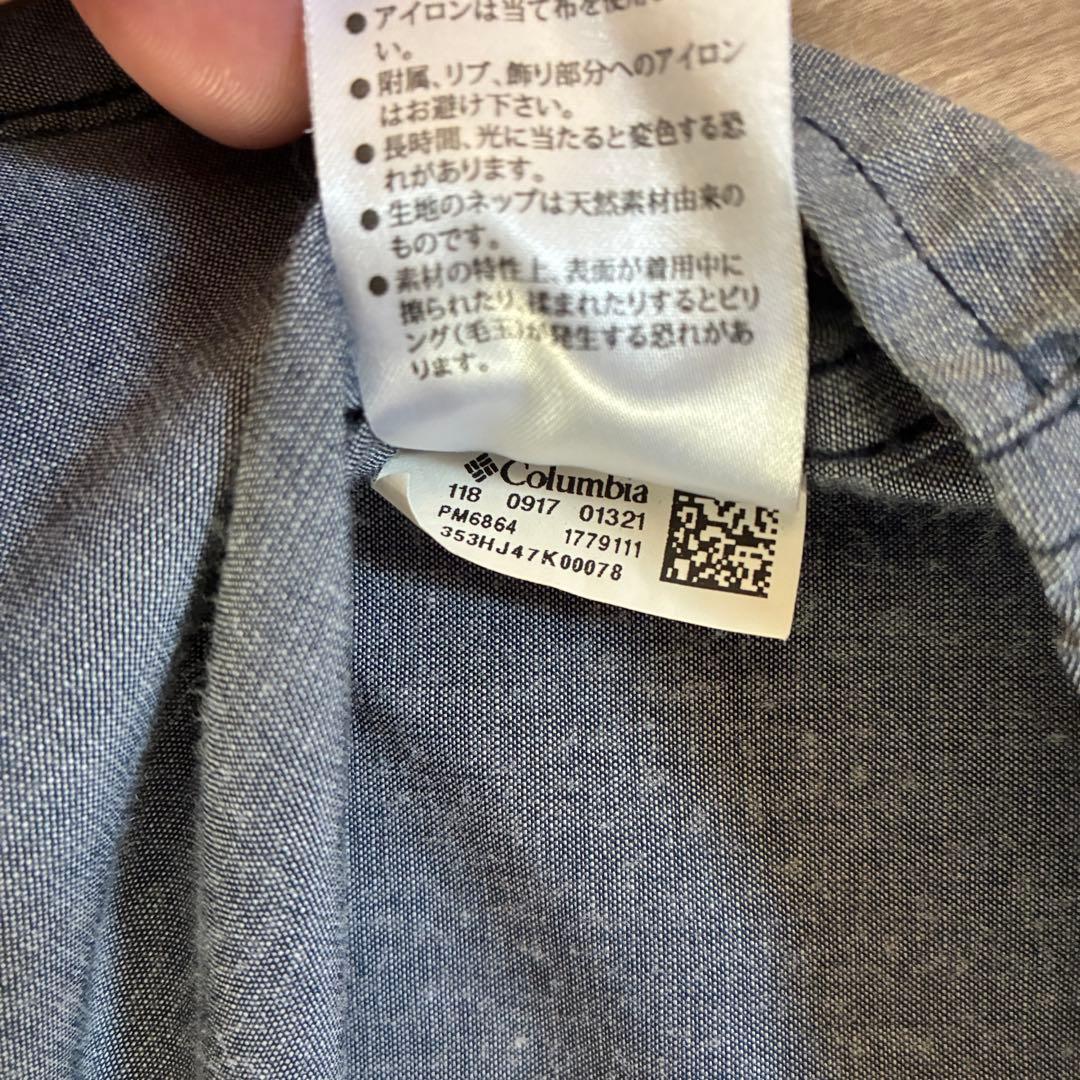 ●アイロンは当て布を使用
い。
●附属、リブ、飾り部分へのアイロン
はお避け下さい。
●長時間、光に当たると変色する恐
れがあります。
●生地のネップは天然素材由来の
ものです。
●素材の特性上、表面が着用中に
擦られたり、揉まれたりするとピリ
ング(毛玉)が発生する恐れがあ
ります。
Columbia
118 0917 01321
PM6864 1779111
353HJ47K00078